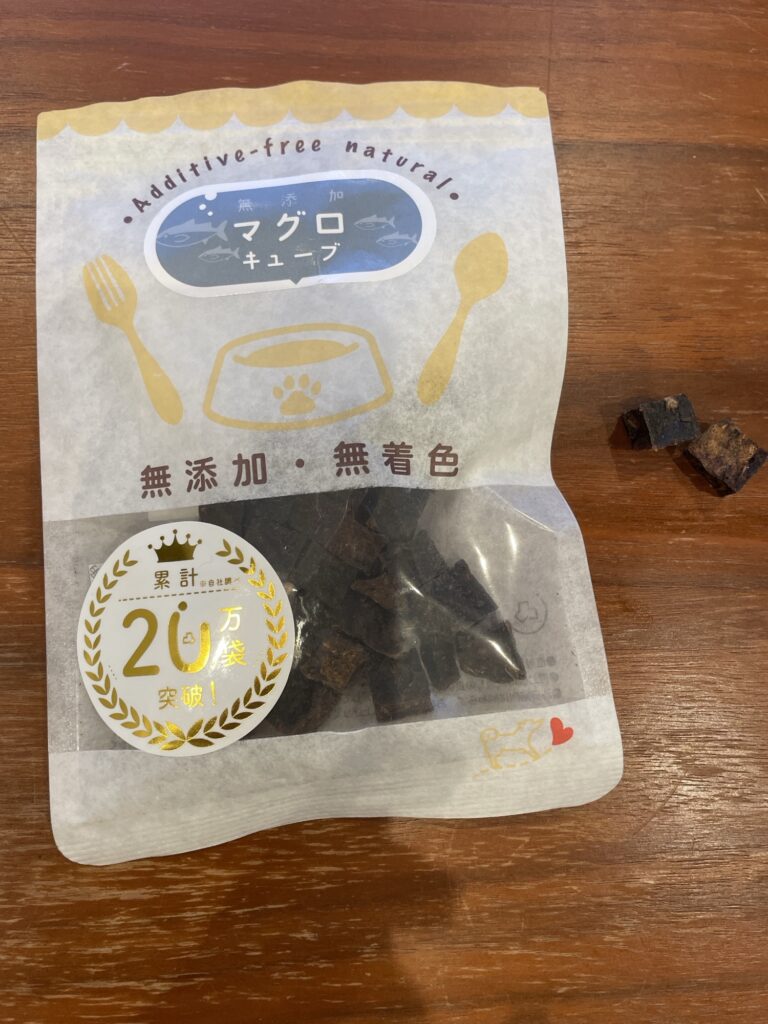 ・Additive-free natural・
無添加
マグロ
キューブ
無添加・無着色
累計
20万袋
突破!